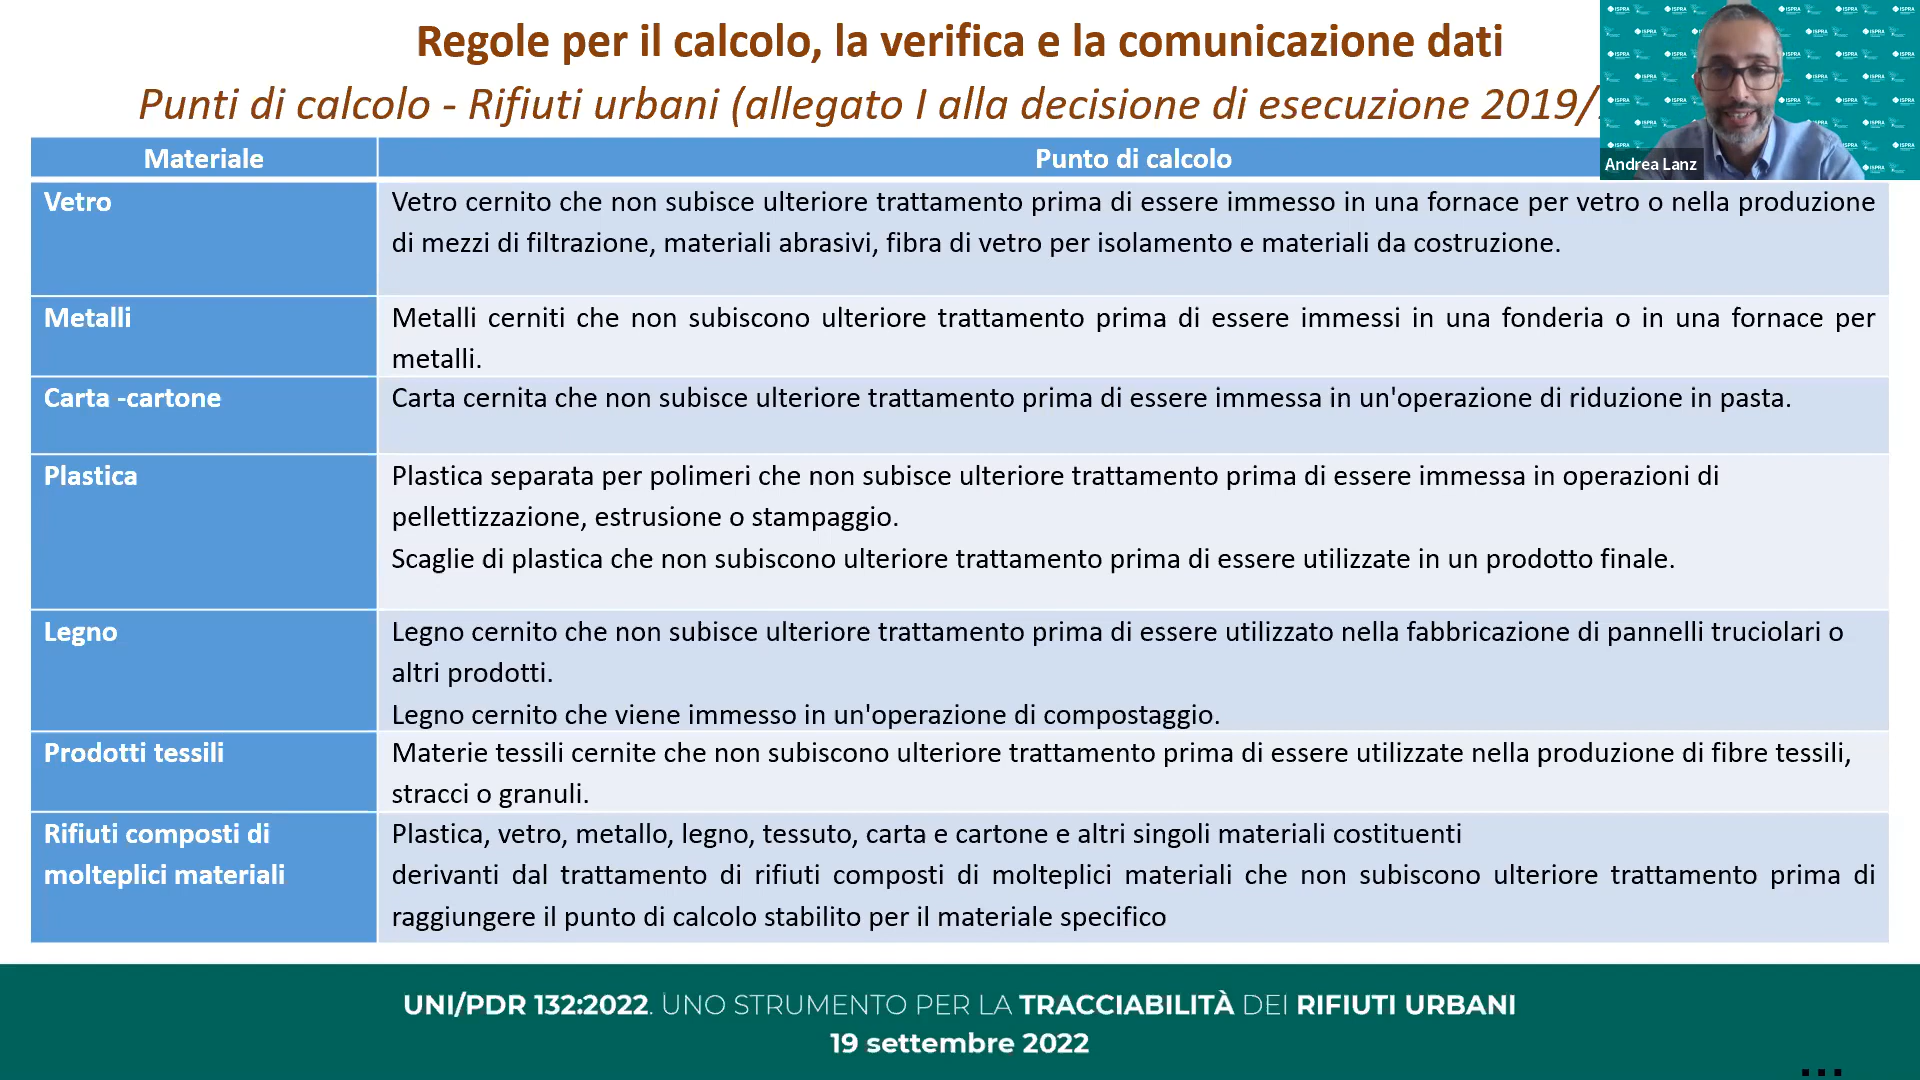 Regole per il calcolo, la verifica e la comunicazione dati
Punti di calcolo - Rifiuti urbani (allegato I alla decisione di esecuzione 2019/
Andrea Lanz
Materiale
Punto di calcolo
Vetro
Vetro cernito che non subisce ulteriore trattamento prima di essere immesso in una fornace per vetro o nella produzione
di mezzi di filtrazione, materiali abrasivi, fibra di vetro per isolamento e materiali da costruzione.
Metalli
Metalli cerniti che non subiscono ulteriore trattamento prima di essere immessi in una fonderia o in una fornace per
metalli.
Carta -cartone
Carta cernita che non subisce ulteriore trattamento prima di essere immessa in un'operazione di riduzione in pasta.
Plastica
Plastica separata per polimeri che non subisce ulteriore trattamento prima di essere immessa in operazioni di
pellettizzazione, estrusione o stampaggio.
Scaglie di plastica che non subiscono ulteriore trattamento prima di essere utilizzate in un prodotto finale.
Legno
Legno cernito che non subisce ulteriore trattamento prima di essere utilizzato nella fabbricazione di pannelli truciolari o
altri prodotti.
Legno cernito che viene immesso in un'operazione di compostaggio.
Prodotti tessili
Materie tessili cernite che non subiscono ulteriore trattamento prima di essere utilizzate nella produzione di fibre tessili,
stracci o granuli.
Rifiuti composti di
molteplici materiali
Plastica, vetro, metallo, legno, tessuto, carta e cartone e altri singoli materiali costituenti
derivanti dal trattamento di rifiuti composti di molteplici materiali che non subiscono ulteriore trattamento prima di
raggiungere il punto di calcolo stabilito per il materiale specifico
UNI/PDR 132:2022. UNO STRUMENTO PER LA TRACCIABILITÀ DEI RIFIUTI URBANI
19 settembre 2022